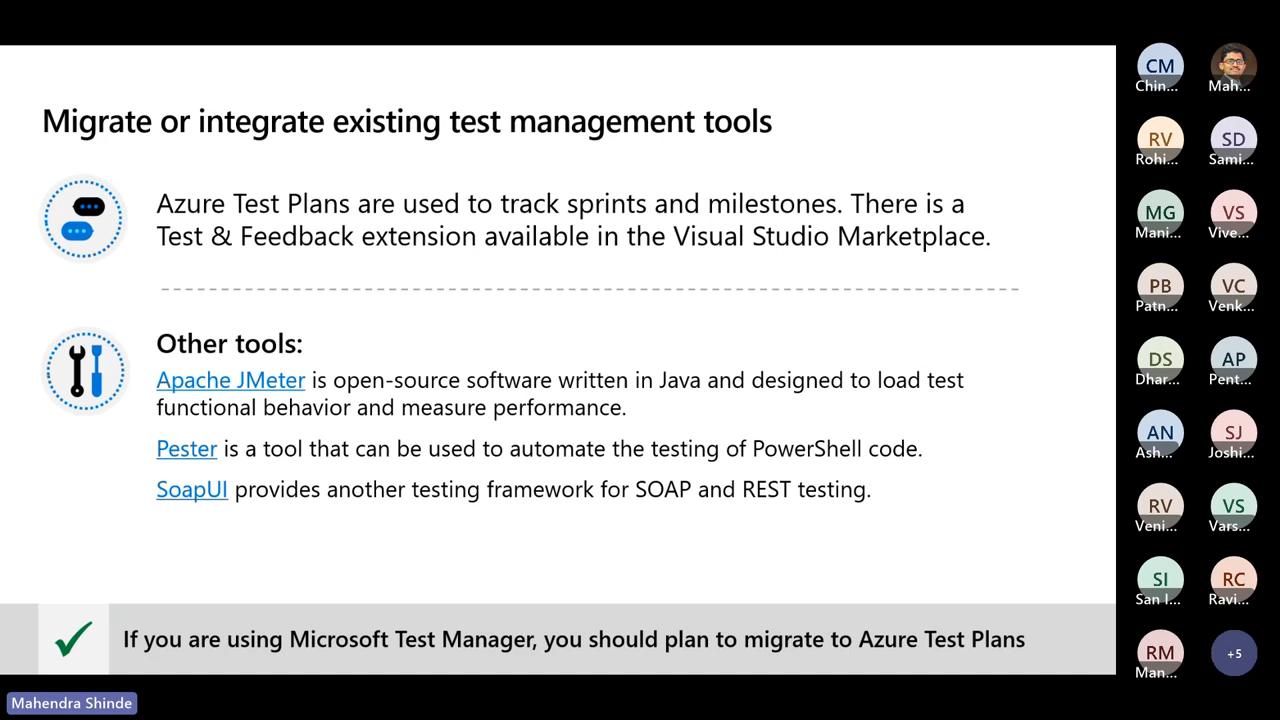 Migrate or integrate existing test management tools
Azure Test Plans are used to track sprints and milestones. There is a
Test & Feedback extension available in the Visual Studio Marketplace.
Other tools:
Apache JMeter is open-source software written in Java and designed to load test
functional behavior and measure performance.
Pester is a tool that can be used to automate the testing of PowerShell code.
SoapUI provides another testing framework for SOAP and REST testing.
If you are using Microsoft Test Manager, you should plan to migrate to Azure Test Plans
Mahendra Shinde
CM
Chin...
Mah...
RV
Rohi...
SD
Sami...
MG
Mani...
VS
Vive...
PB
Patn...
VC
Venk...
DS
Dhar...
AP
Pent...
AN
Ash...
SJ
Joshi...
RV
Veni...
VS
Vars...
SI
San I...
RC
Ravi...
RM
Man...
+5